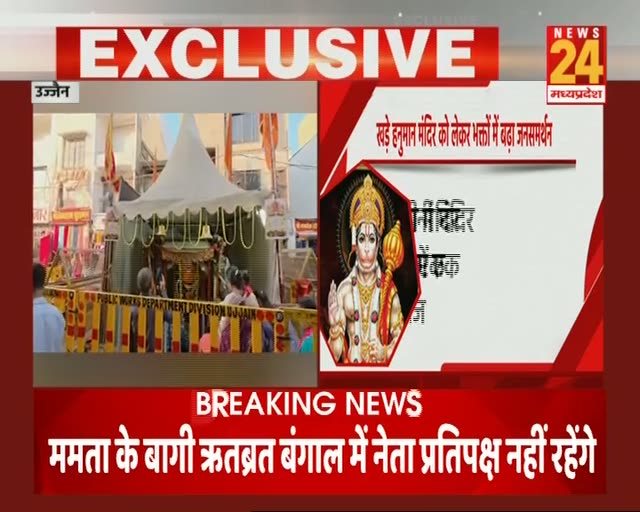 EXCLUSIVE
NEWS
24
मध्यप्रदेश
उज्जेन
खड़े हनुमान मंदिर को लेकर भक्तों में बढ़ा जनसमर्थन
PUBLIC WORKS DEPARTMENT DIVISION UJJAIN
BREAKING NEWS
ममता के बागी ऋतब्रत बंगाल में नेता प्रतिपक्ष नहीं रहेंगे